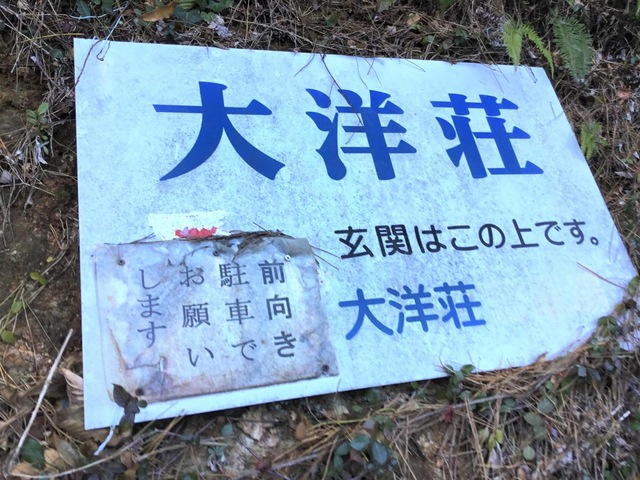 大洋荘
玄関はこの上です。
大洋荘
前向き
駐車で
お願い
します